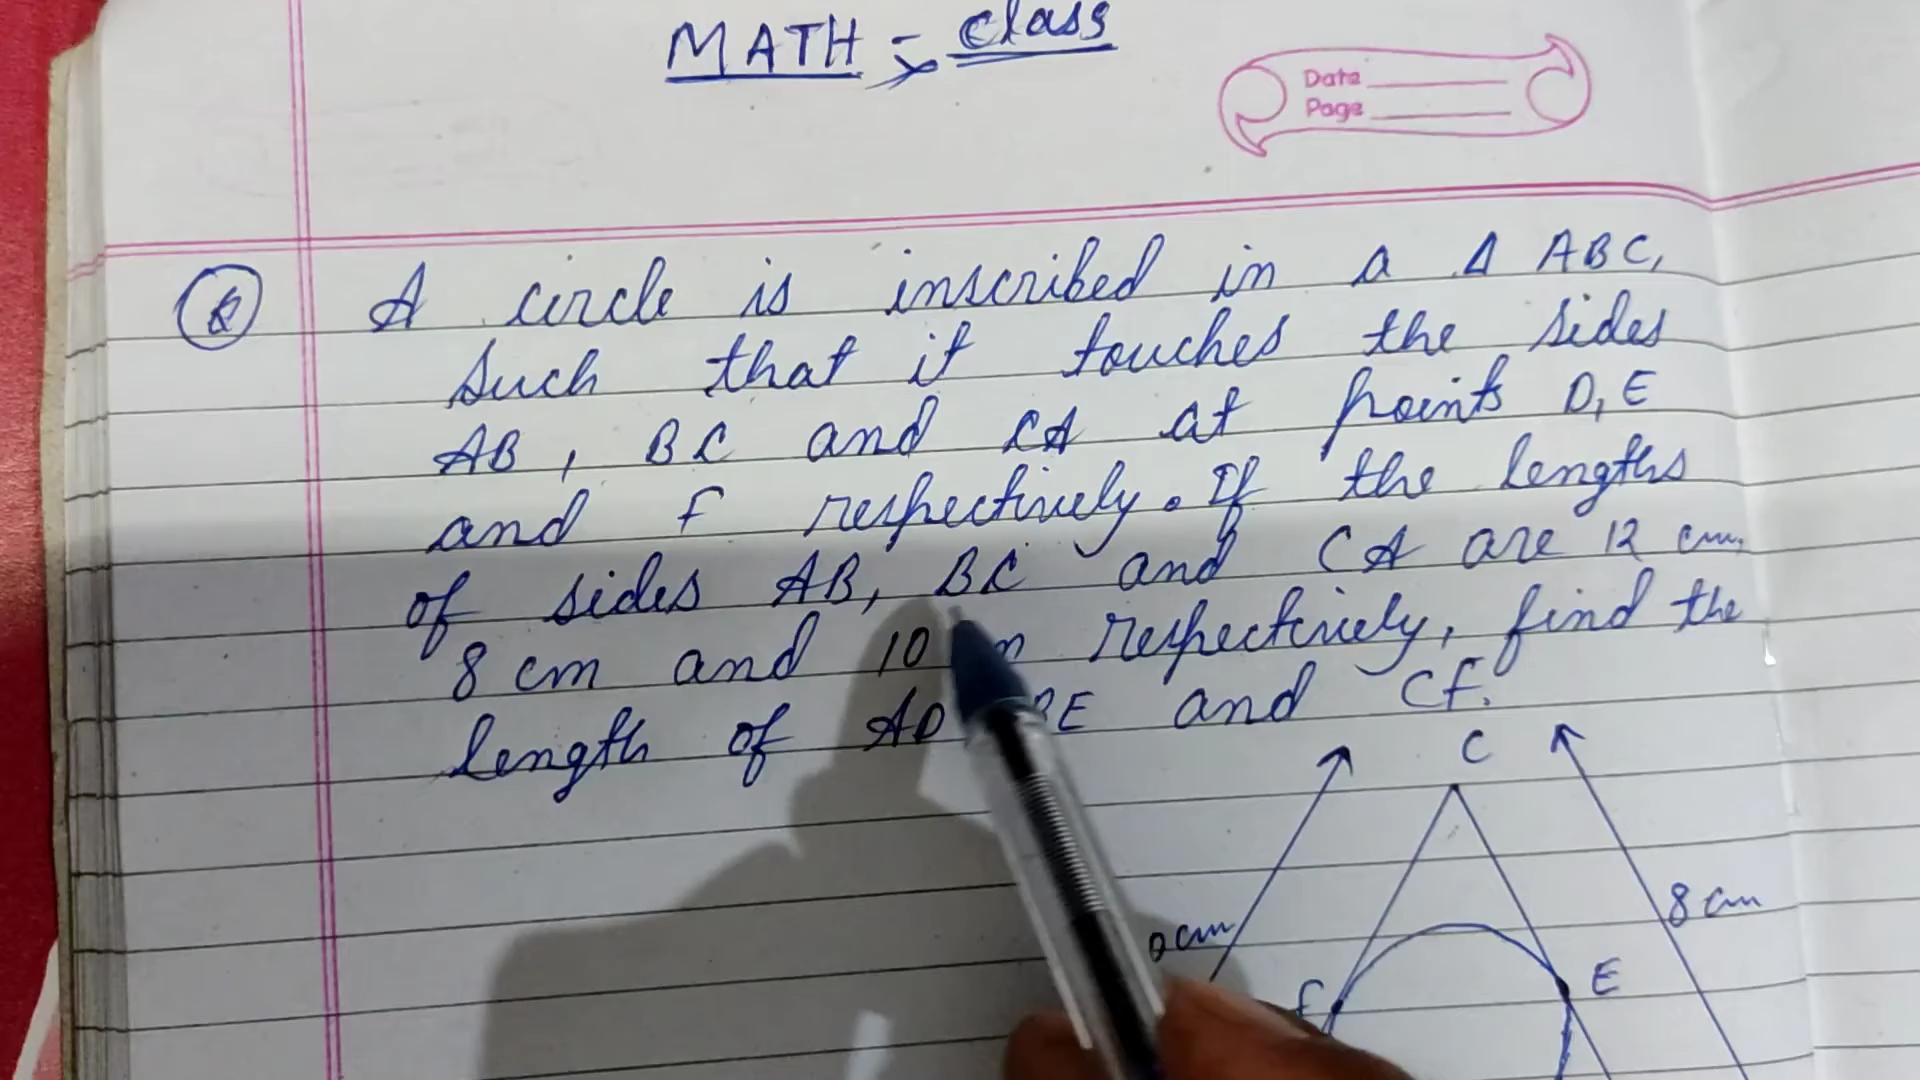 MATH :- Class
Date
Page
Q A circle is inscribed in a Δ ABC,
such that it touches the sides
AB, BC and CA at points D, E
and F respectively. If the lengths
of sides AB, BC and CA are 12 cm,
8 cm and 10 respectively, find the
length of AD and CF.
C
8 cm
cm
F
E